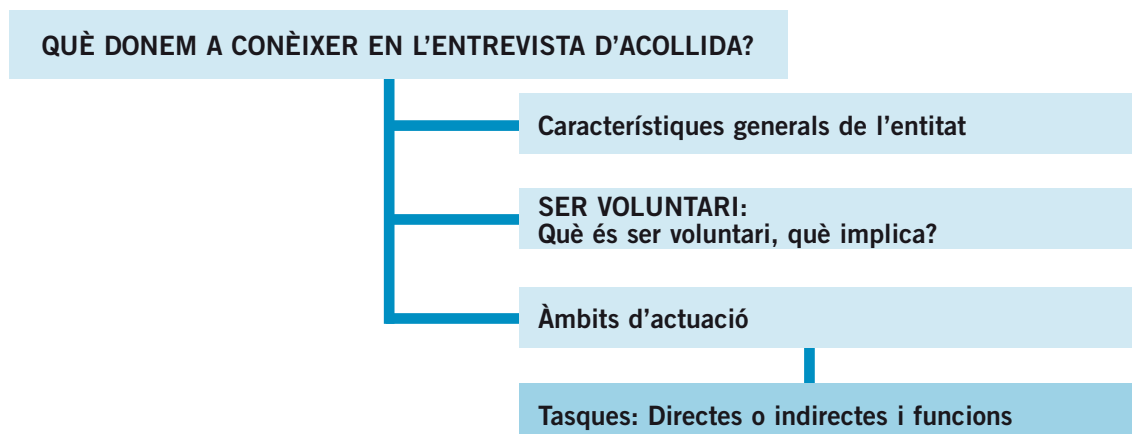 QUÈ DONEM A CONÈIXER EN L’ENTREVISTA D’ACOLLIDA?
Característiques generals de l’entitat
SER VOLUNTARI:
Què és ser voluntari, què implica?
Àmbits d’actuació
Tasques: Directes o indirectes i funcions